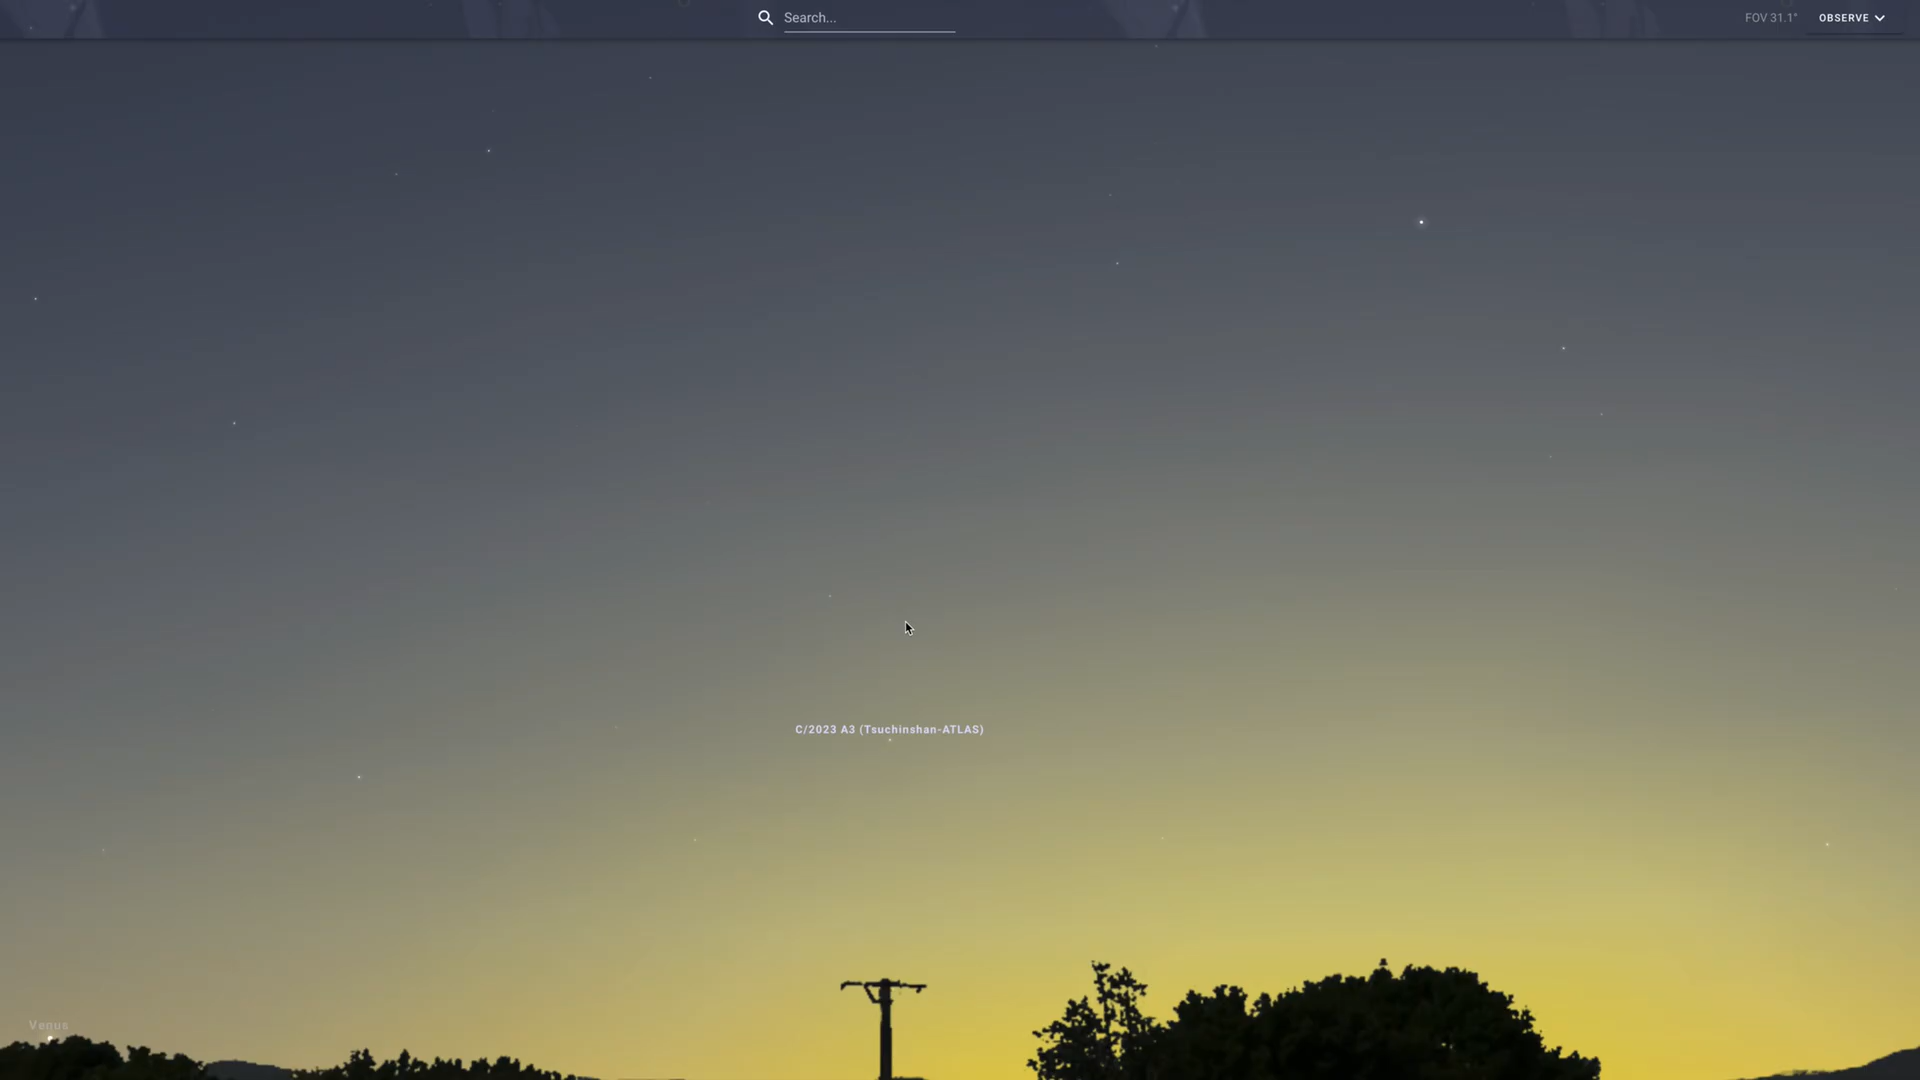 Search...
FOV 31.1°
OBSERVE
C/2023 A3 (Tsuchinshan-ATLAS)
Venus